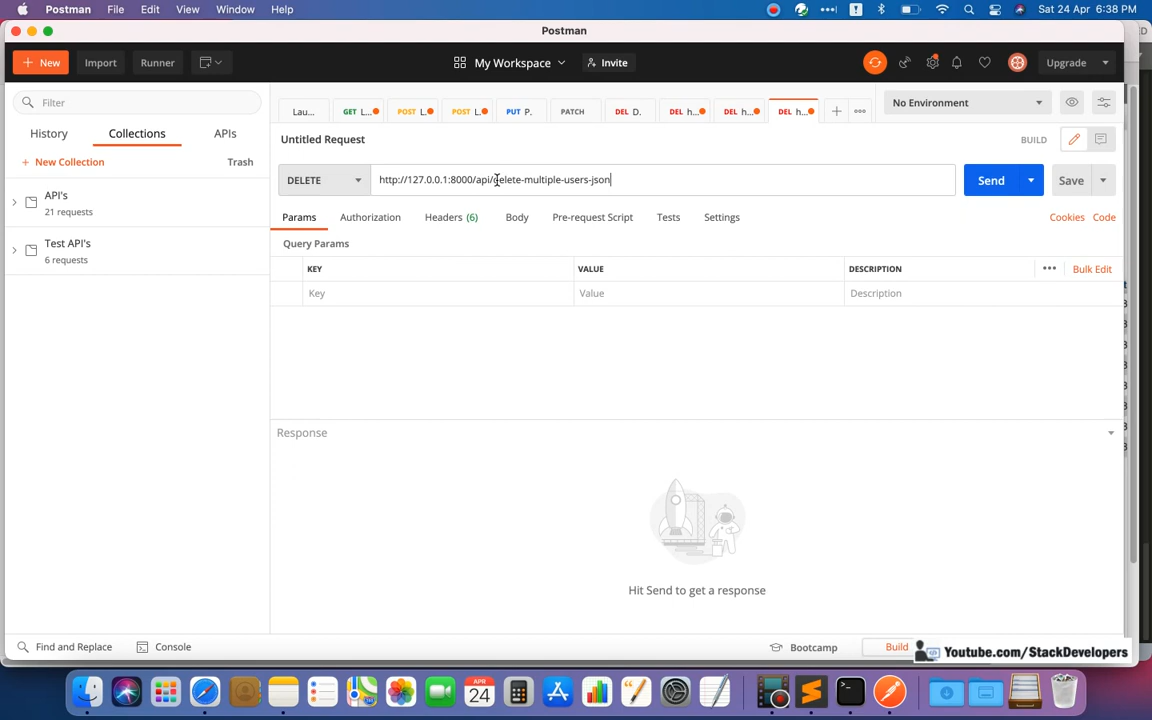 Postman File Edit View Window Help Sat 24 Apr 6:38 PM
Postman
New Import Runner My Workspace Invite Upgrade
Filter
Lau... GET L... POST L... POST L... PUT P. PATCH DEL D. DEL h... DEL h... DEL h... No Environment
History Collections APIs
Untitled Request BUILD
+ New Collection Trash
DELETE http://127.0.0.1:8000/api/delete-multiple-users-json Send Save
API's
21 requests
Params Authorization Headers (6) Body Pre-request Script Tests Settings Cookies Code
Test API's
6 requests
Query Params
KEY VALUE DESCRIPTION Bulk Edit
Key Value Description
Response
Hit Send to get a response
Find and Replace Console Bootcamp Build
Youtube.com/StackDevelopers
APR
24